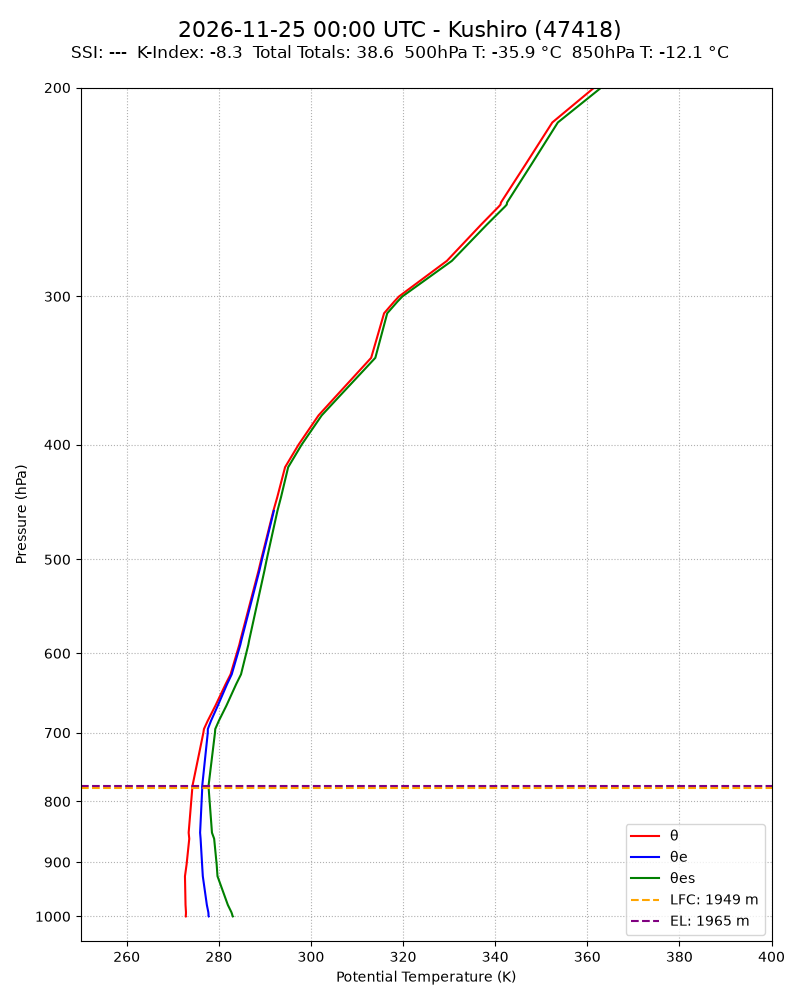 2026-11-25 00:00 UTC - Kushiro (47418)
SSI: ---  K-Index: -8.3  Total Totals: 38.6  500hPa T: -35.9 °C  850hPa T: -12.1 °C
200
300
400
500
600
700
800
900
1000
Pressure (hPa)
θ
θe
θes
LFC: 1949 m
EL: 1965 m
260 280 300 320 340 360 380 400
Potential Temperature (K)